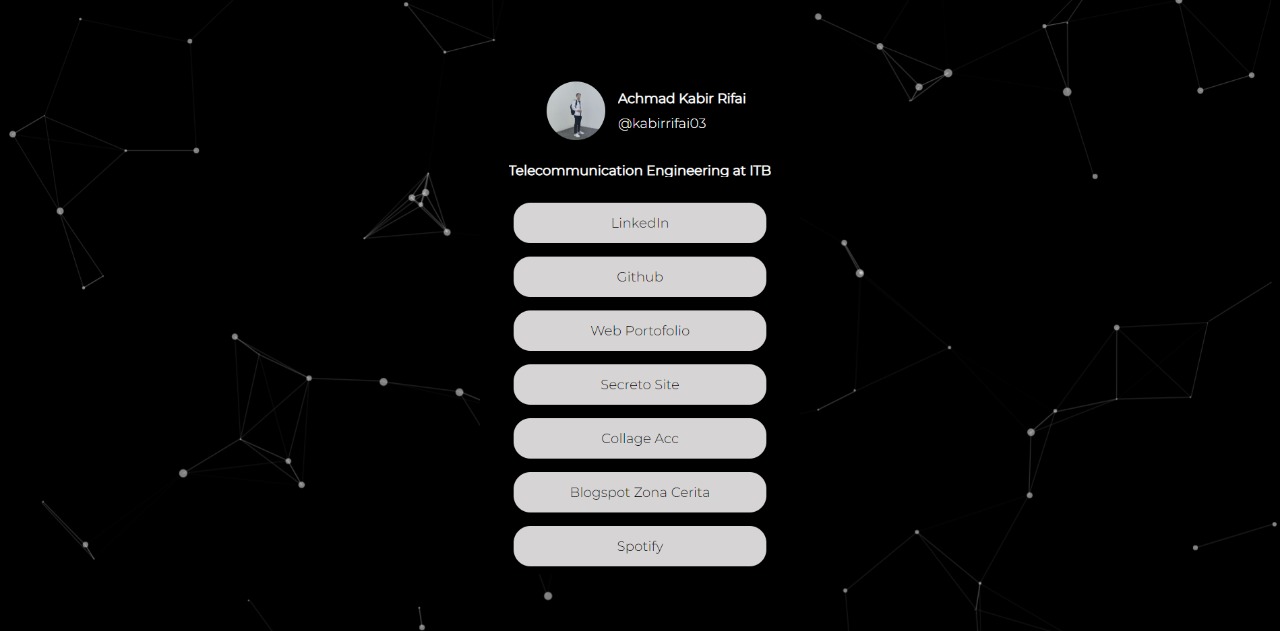 Achmad Kabir Rifai
@kabirrifai03
Telecommunication Engineering at ITB
LinkedIn
Github
Web Portofolio
Secreto Site
Collage Acc
Blogspot Zona Cerita
Spotify